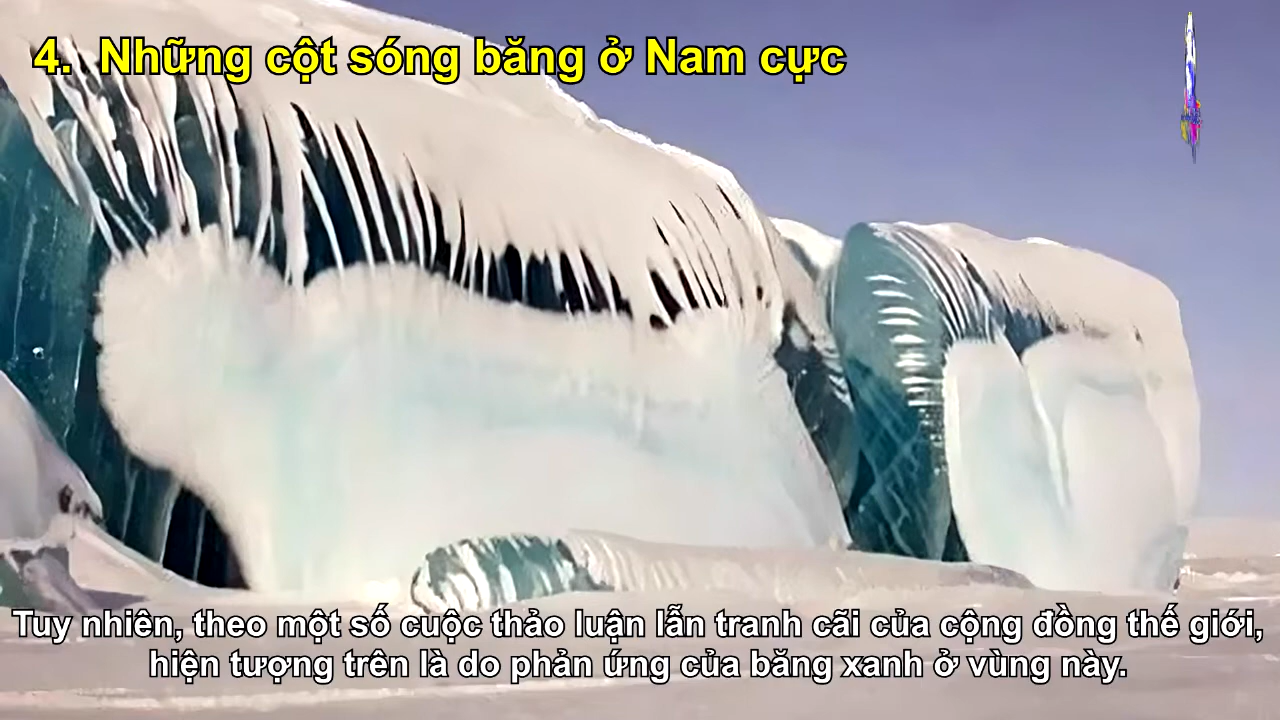 4. Những cột sóng băng ở Nam cực
Tuy nhiên, theo một số cuộc thảo luận lẫn tranh cãi của cộng đồng thế giới,
hiện tượng trên là do phản ứng của băng xanh ở vùng này.